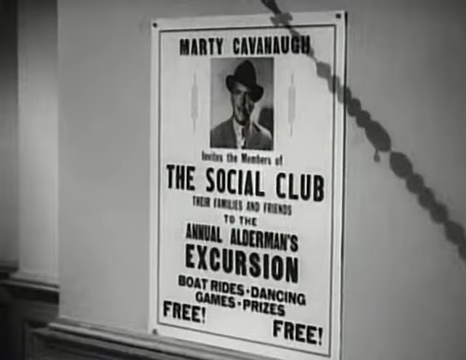 MARTY CAVANAUGH
Invites the Members of
THE SOCIAL CLUB
THEIR FAMILIES AND FRIENDS
TO THE
ANNUAL ALDERMAN'S
EXCURSION
BOAT RIDES • DANCING
GAMES • PRIZES
FREE!
FREE!